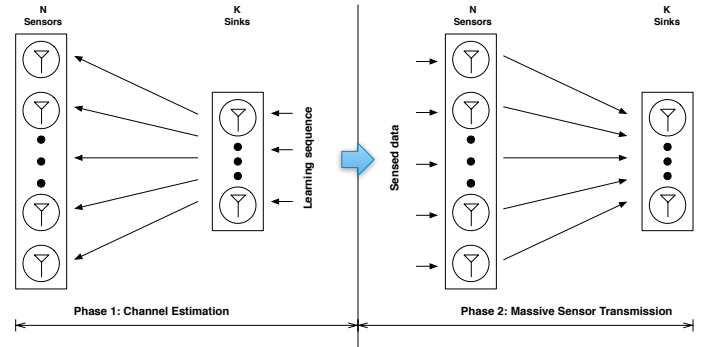 N
Sensors
K
Sinks
Learning sequence
Phase 1: Channel Estimation
N
Sensors
K
Sinks
Sensed data
Phase 2: Massive Sensor Transmission